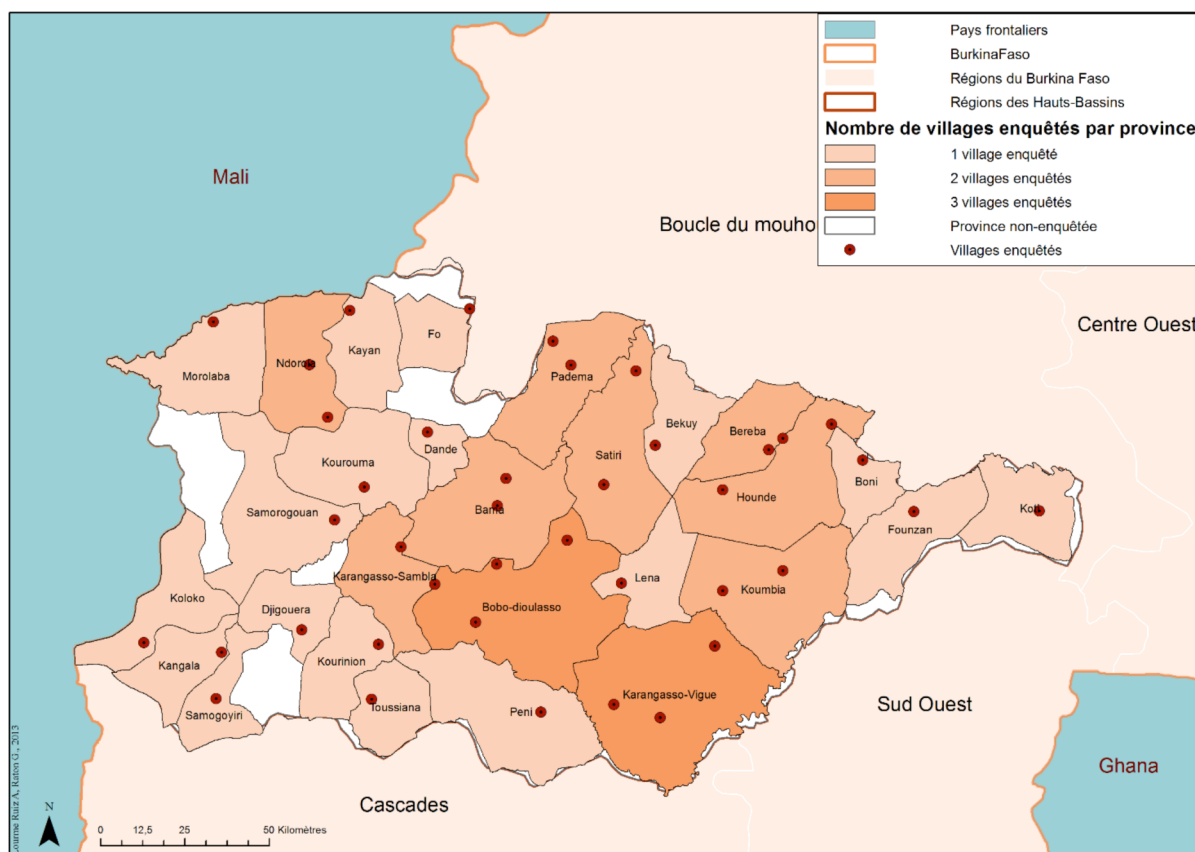 Pays frontaliers
BurkinaFaso
Régions du Burkina Faso
Régions des Hauts-Bassins
Nombre de villages enquêtés par province
1 village enquêté
2 villages enquêtés
3 villages enquêtés
Province non-enquêtée
Villages enquêtés
Mali
Boucle du mouho
Centre Ouest
Fo
Kayan
Ndorola
Morolaba
Padema
Bekuy
Bereba
Dande
Satiri
Kourouma
Boni
Hounde
Bama
Koti
Samorogouan
Founzan
Karangasso-Sambla
Lena
Koumbia
Koloko
Djigouera
Bobo-dioulasso
Kangala
Kourinion
Karangasso-Vigue
Sud Ouest
Samogoyiri
Toussiana
Peni
Ghana
Cascades
N
0 12,5 25 50 Kilomètres
Lourme Ruiz A, Raton G., 2013